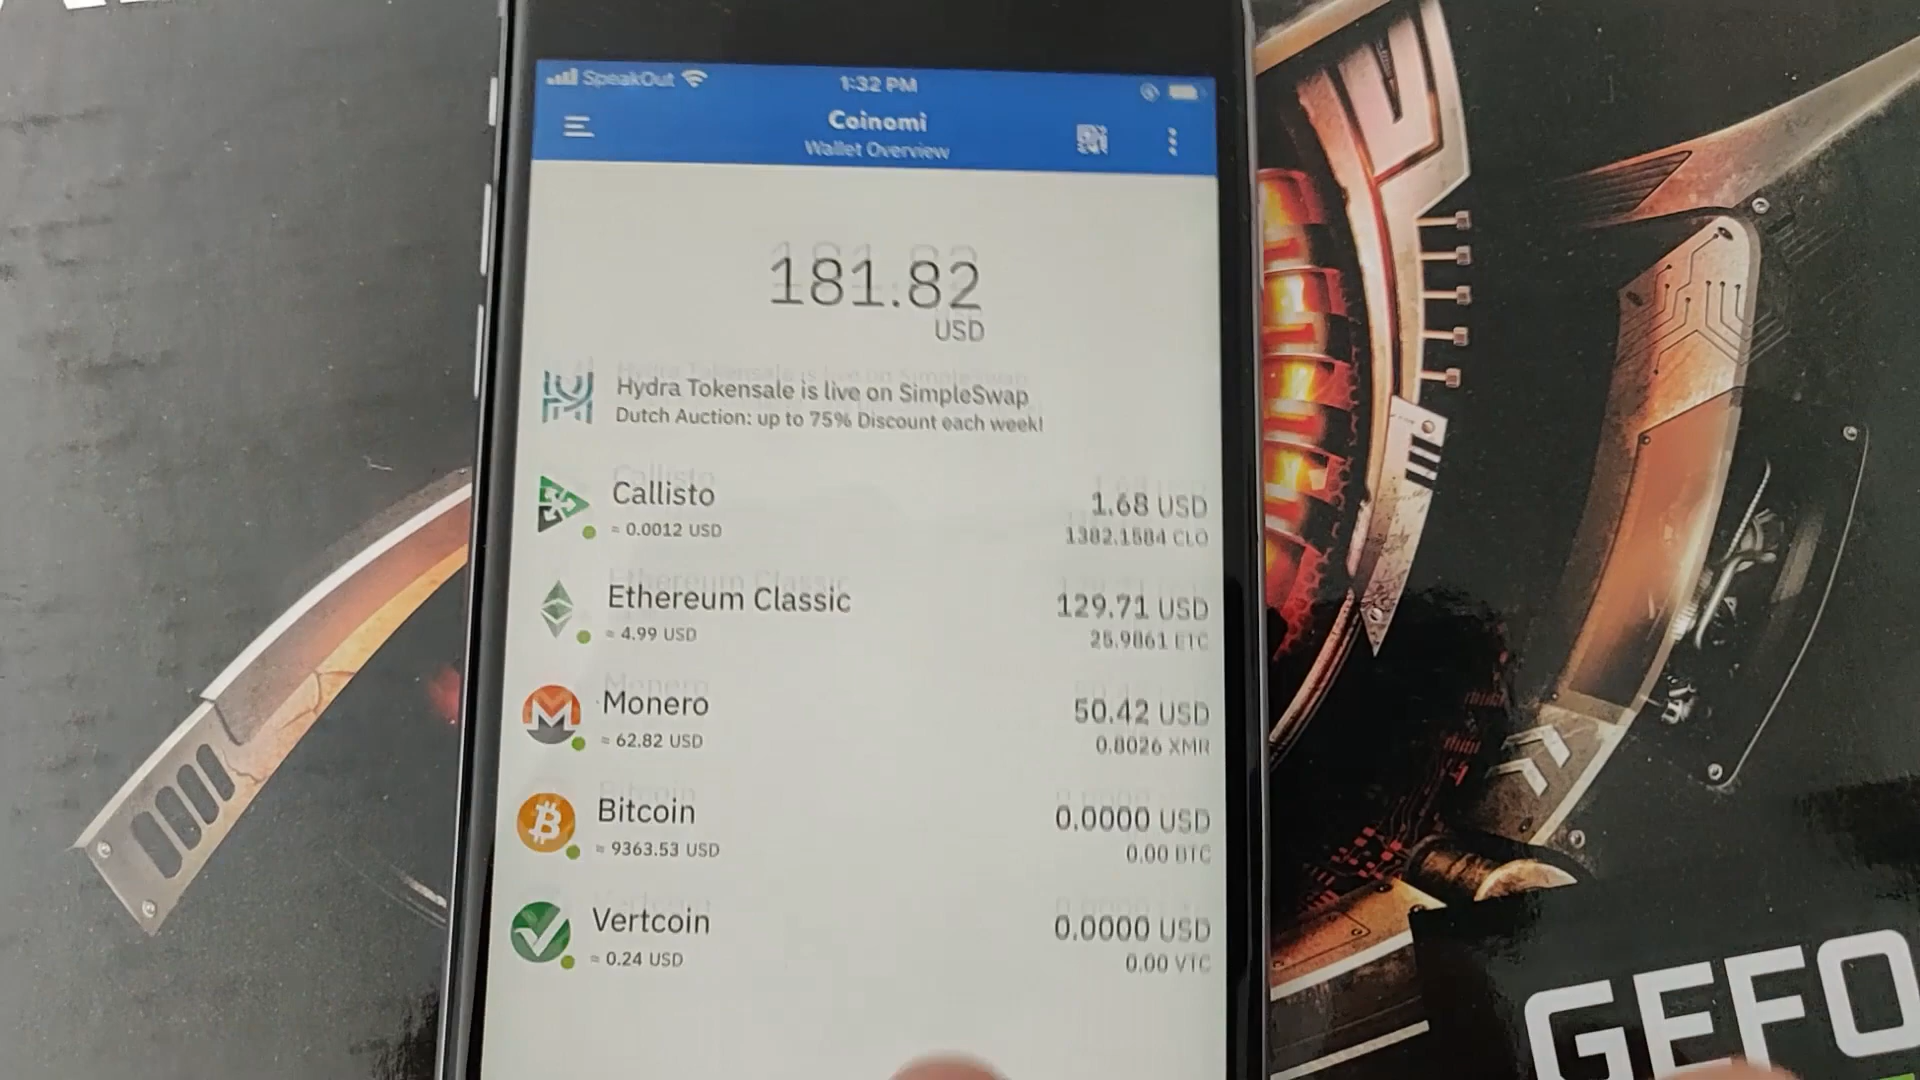 SpeakOut
1:32 PM
Coinomi
Wallet Overview
181.82
USD
Hydra Tokensale is live on SimpleSwap
Dutch Auction: up to 75% Discount each week!
Callisto
1.68 USD
≈ 0.0012 USD
1382.1584 CLO
Ethereum Classic
129.71 USD
≈ 4.99 USD
25.9861 ETC
Monero
50.42 USD
≈ 62.82 USD
0.8026 XMR
Bitcoin
0.0000 USD
≈ 9363.53 USD
0.00 BTC
Vertcoin
0.0000 USD
≈ 0.24 USD
0.00 VTC
GEFO